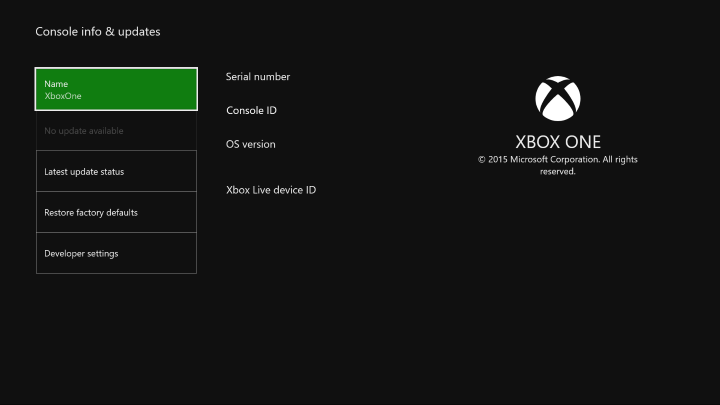 Console info & updates
Name
XboxOne
No update available
Latest update status
Restore factory defaults
Developer settings
Serial number
Console ID
OS version
Xbox Live device ID
XBOX ONE
© 2015 Microsoft Corporation. All rights
reserved.